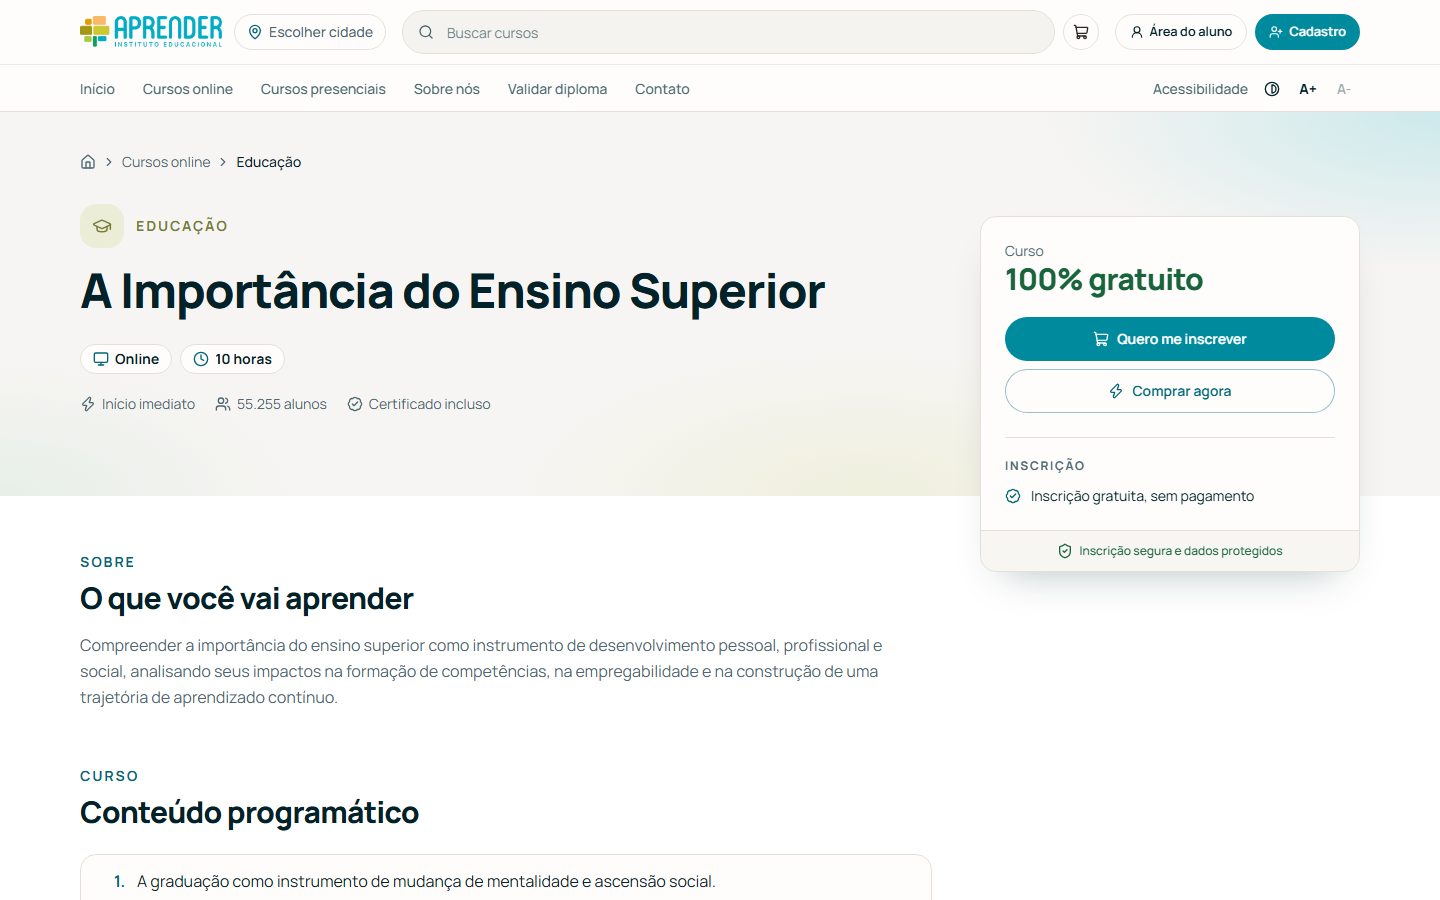 APRENDER
INSTITUTO EDUCACIONAL
Escolher cidade
Buscar cursos
Área do aluno
Cadastro
Início
Cursos online
Cursos presenciais
Sobre nós
Validar diploma
Contato
Acessibilidade
A+
A-
Cursos online
Educação
EDUCAÇÃO
A Importância do Ensino Superior
Online
10 horas
Início imediato
55.255 alunos
Certificado incluso
Curso
100% gratuito
Quero me inscrever
Comprar agora
INSCRIÇÃO
Inscrição gratuita, sem pagamento
Inscrição segura e dados protegidos
SOBRE
O que você vai aprender
Compreender a importância do ensino superior como instrumento de desenvolvimento pessoal, profissional e
social, analisando seus impactos na formação de competências, na empregabilidade e na construção de uma
trajetória de aprendizado contínuo.
CURSO
Conteúdo programático
1. A graduação como instrumento de mudança de mentalidade e ascensão social.